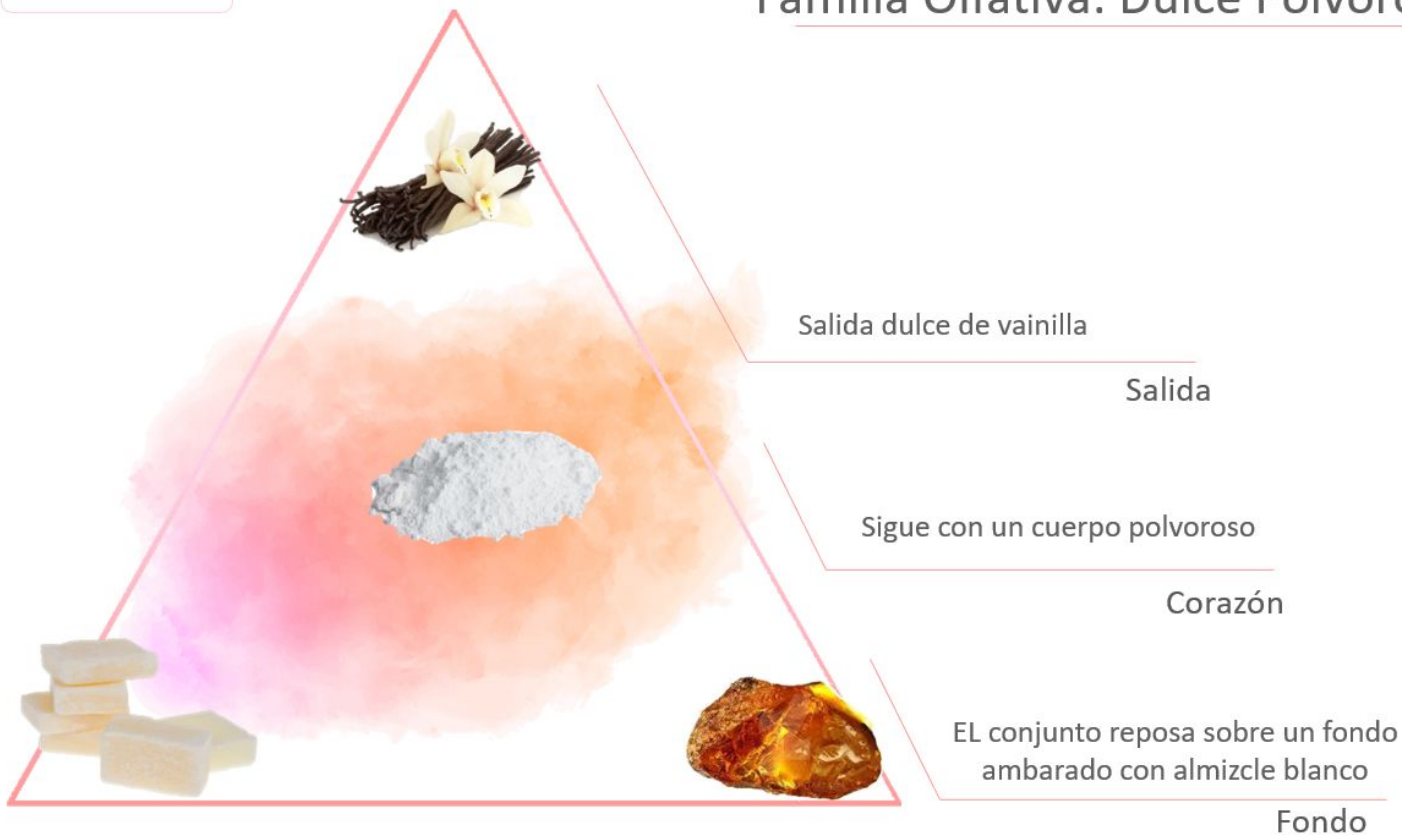 Familia Olfativa: Dulce
Salida dulce de vainilla
Salida
Sigue con un cuerpo polvoroso
Corazón
EL conjunto reposa sobre un fondo
ambarado con almizcle blanco
Fondo